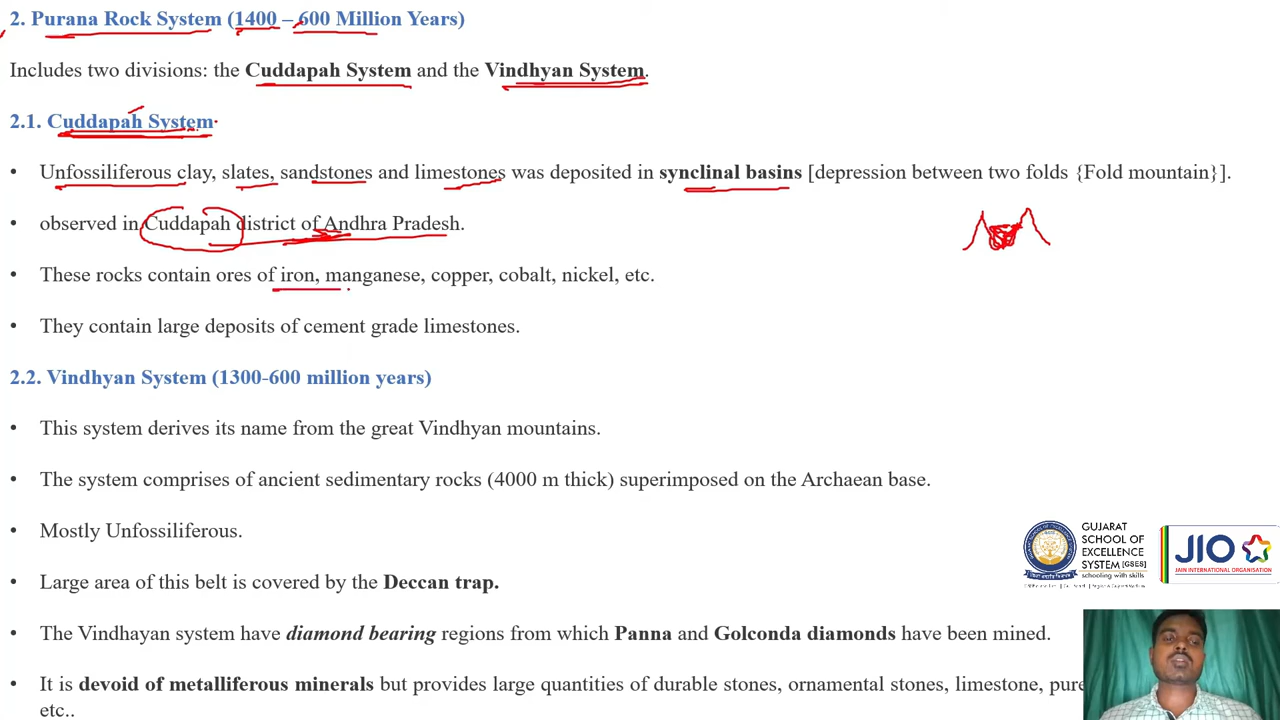 2. Purana Rock System (1400 – 600 Million Years)
Includes two divisions: the Cuddapah System and the Vindhyan System.
2.1. Cuddapah System
• Unfossiliferous clay, slates, sandstones and limestones was deposited in synclinal basins [depression between two folds {Fold mountain}].
• observed in Cuddapah district of Andhra Pradesh.
• These rocks contain ores of iron, manganese, copper, cobalt, nickel, etc.
• They contain large deposits of cement grade limestones.
2.2. Vindhyan System (1300-600 million years)
• This system derives its name from the great Vindhyan mountains.
• The system comprises of ancient sedimentary rocks (4000 m thick) superimposed on the Archaean base.
• Mostly Unfossiliferous.
• Large area of this belt is covered by the Deccan trap.
• The Vindhayan system have diamond bearing regions from which Panna and Golconda diamonds have been mined.
• It is devoid of metalliferous minerals but provides large quantities of durable stones, ornamental stones, limestone, pure
etc..
GUJARAT
SCHOOL OF
EXCELLENCE
SYSTEM [GSES]
schooling with skills
JIO
JAIN INTERNATIONAL ORGANISATION